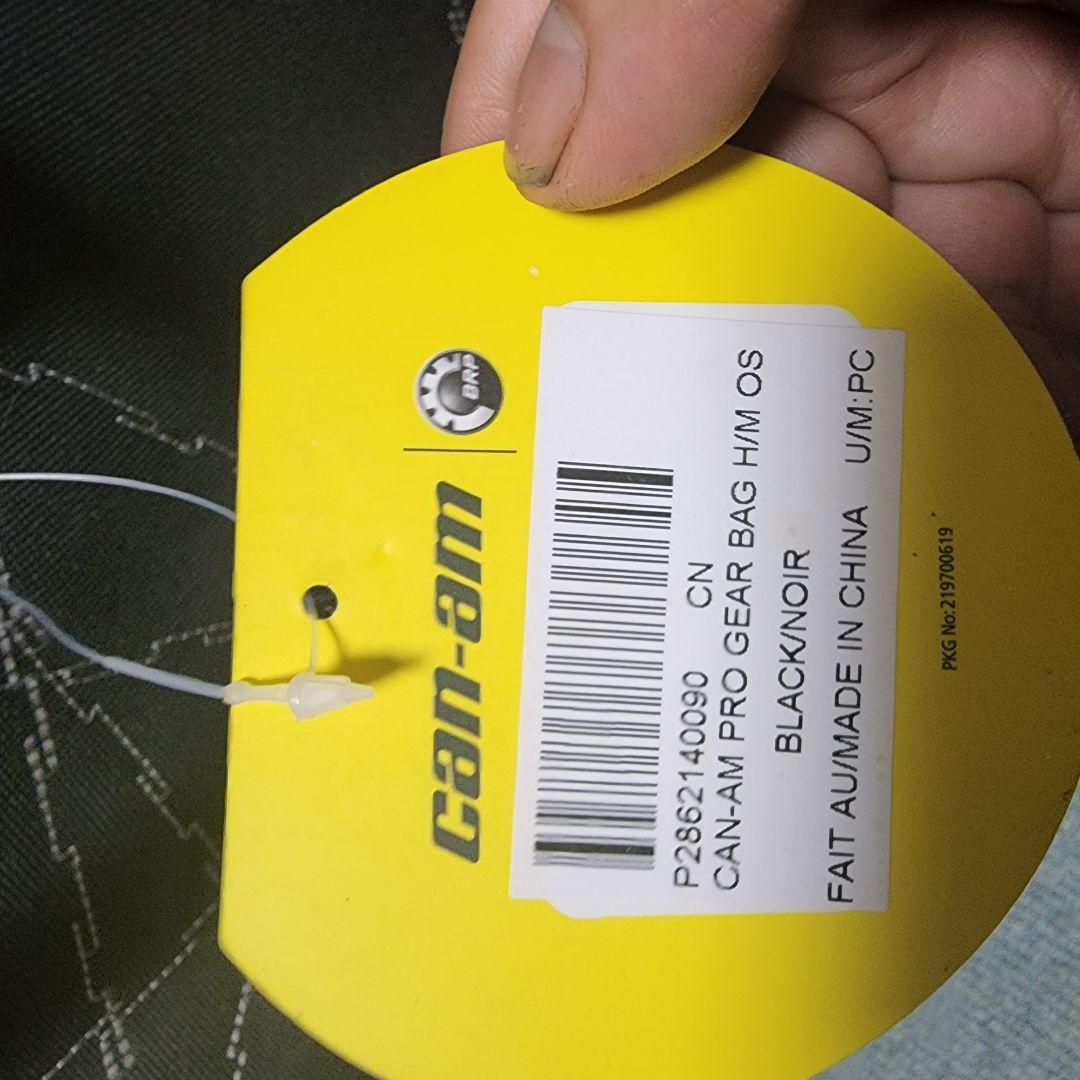 can-am
BRP
P2862140090 CN
CAN-AM PRO GEAR BAG H/M OS
BLACK/NOIR
FAIT AU/MADE IN CHINA U/M:PC
PKG No:219700619